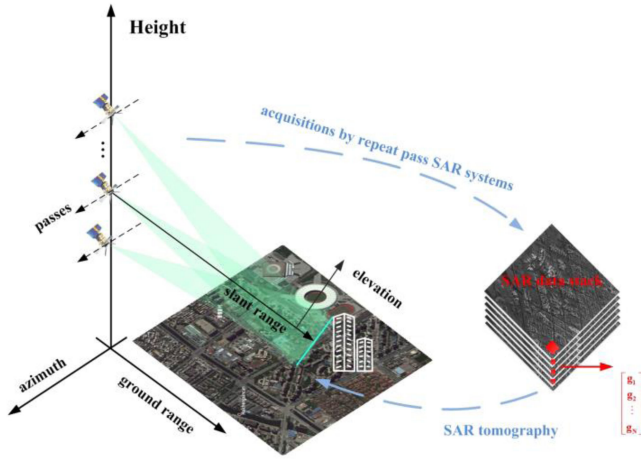 Height
acquisitions by repeat pass SAR systems
passes
slant range
elevation
SAR data stack
azimuth
ground range
SAR tomography
g₁
g₂
⋮
g_N